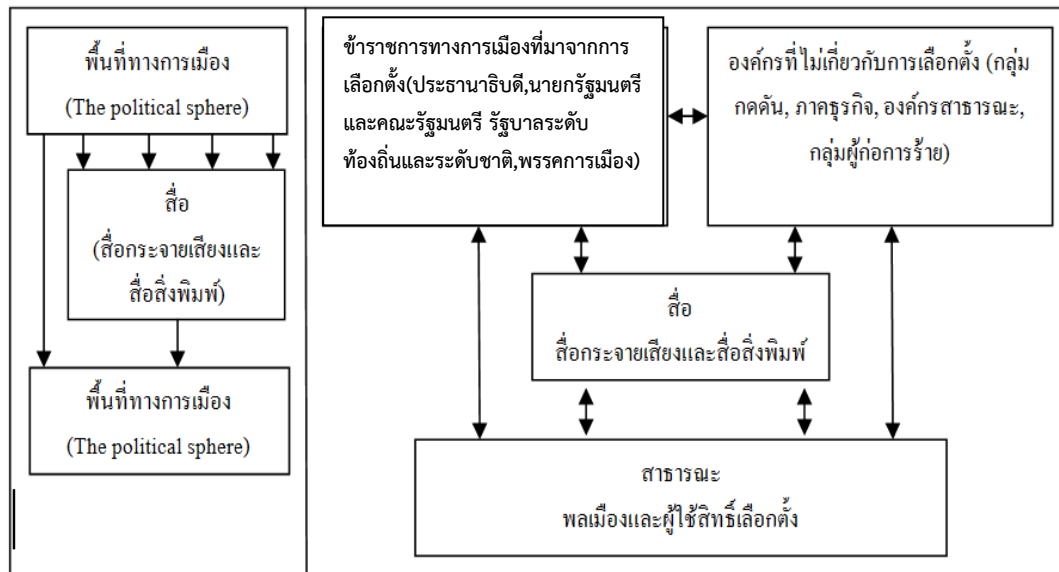 พื้นที่ทางการเมือง
(The political sphere)
สื่อ
(สื่อกระจายเสียงและ
สื่อสิ่งพิมพ์)
พื้นที่ทางการเมือง
(The political sphere)
ข้าราชการทางการเมืองที่มาจากการ
เลือกตั้ง(ประธานาธิบดี,นายกรัฐมนตรี
และคณะรัฐมนตรี รัฐบาลระดับ
ท้องถิ่นและระดับชาติ,พรรคการเมือง)
องค์กรที่ไม่เกี่ยวกับการเลือกตั้ง (กลุ่ม
กดดัน, ภาคธุรกิจ, องค์กรสาธารณะ,
กลุ่มผู้ก่อการร้าย)
สื่อ
สื่อกระจายเสียงและสื่อสิ่งพิมพ์
สาธารณะ
พลเมืองและผู้ใช้สิทธิ์เลือกตั้ง